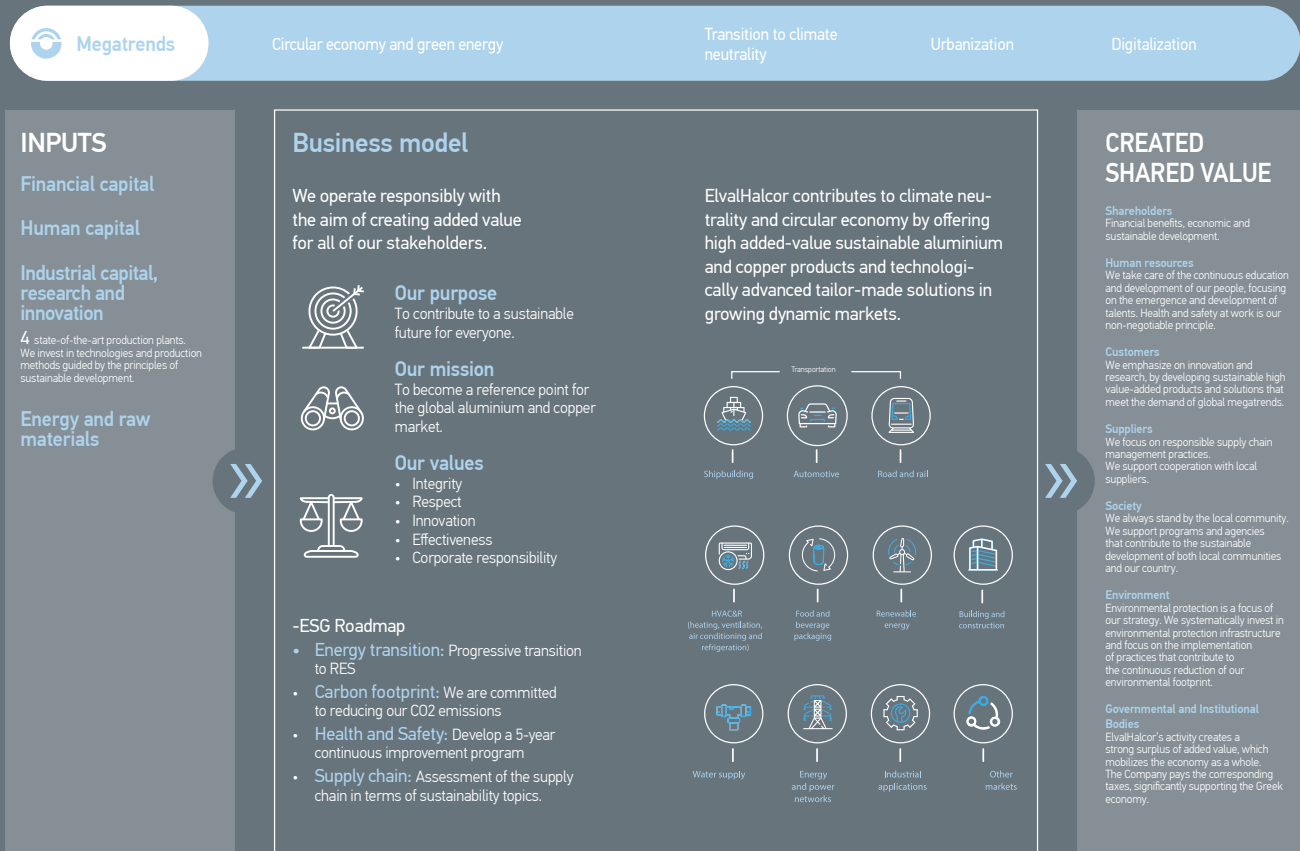 Megatrends
Circular economy and green energy
Transition to climate
neutrality
Urbanization
Digitalization
INPUTS
Financial capital
Human capital
Industrial capital,
research and
innovation
4 state-of-the-art production plants.
We invest in technologies and production
methods guided by the principles of
sustainable development.
Energy and raw
materials
Business model
We operate responsibly with
the aim of creating added value
for all of our stakeholders.
Our purpose
To contribute to a sustainable
future for everyone.
Our mission
To become a reference point for
the global aluminium and copper
market.
Our values
• Integrity
• Respect
• Innovation
• Effectiveness
• Corporate responsibility
-ESG Roadmap
• Energy transition: Progressive transition
to RES
• Carbon footprint: We are committed
to reducing our CO2 emissions
• Health and Safety: Develop a 5-year
continuous improvement program
• Supply chain: Assessment of the supply
chain in terms of sustainability topics.
ElvalHalcor contributes to climate neu-
trality and circular economy by offering
high added-value sustainable aluminium
and copper products and technologi-
cally advanced tailor-made solutions in
growing dynamic markets.
Transportation
Shipbuilding
Automotive
Road and rail
HVAC&R
(heating, ventilation,
air conditioning and
refrigeration)
Food and
beverage
packaging
Renewable
energy
Building and
construction
Water supply
Energy
and power
networks
Industrial
applications
Other
markets
CREATED
SHARED VALUE
Shareholders
Financial benefits, economic and
sustainable development.
Human resources
We take care of the continuous education
and development of our people, focusing
on the emergence and development of
talents. Health and safety at work is our
non-negotiable principle.
Customers
We emphasize on innovation and
research, by developing sustainable high
value-added products and solutions that
meet the demand of global megatrends.
Suppliers
We focus on responsible supply chain
management practices.
We support cooperation with local
suppliers.
Society
We always stand by the local community.
We support programs and agencies
that contribute to the sustainable
development of both local communities
and our country.
Environment
Environmental protection is a focus of
our strategy. We systematically invest in
environmental protection infrastructure
and focus on the implementation
of practices that contribute to
the continuous reduction of our
environmental footprint.
Governmental and Institutional
Bodies
ElvalHalcor's activity creates a
strong surplus of added value, which
mobilizes the economy as a whole.
The Company pays the corresponding
taxes, significantly supporting the Greek
economy.